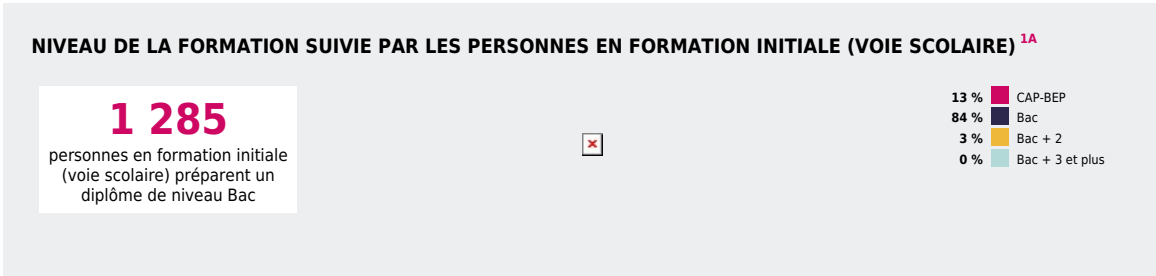 NIVEAU DE LA FORMATION SUIVIE PAR LES PERSONNES EN FORMATION INITIALE (VOIE SCOLAIRE) 1A
1 285
personnes en formation initiale
(voie scolaire) préparent un
diplôme de niveau Bac
13 % CAP-BEP
84 % Bac
3 % Bac + 2
0 % Bac + 3 et plus